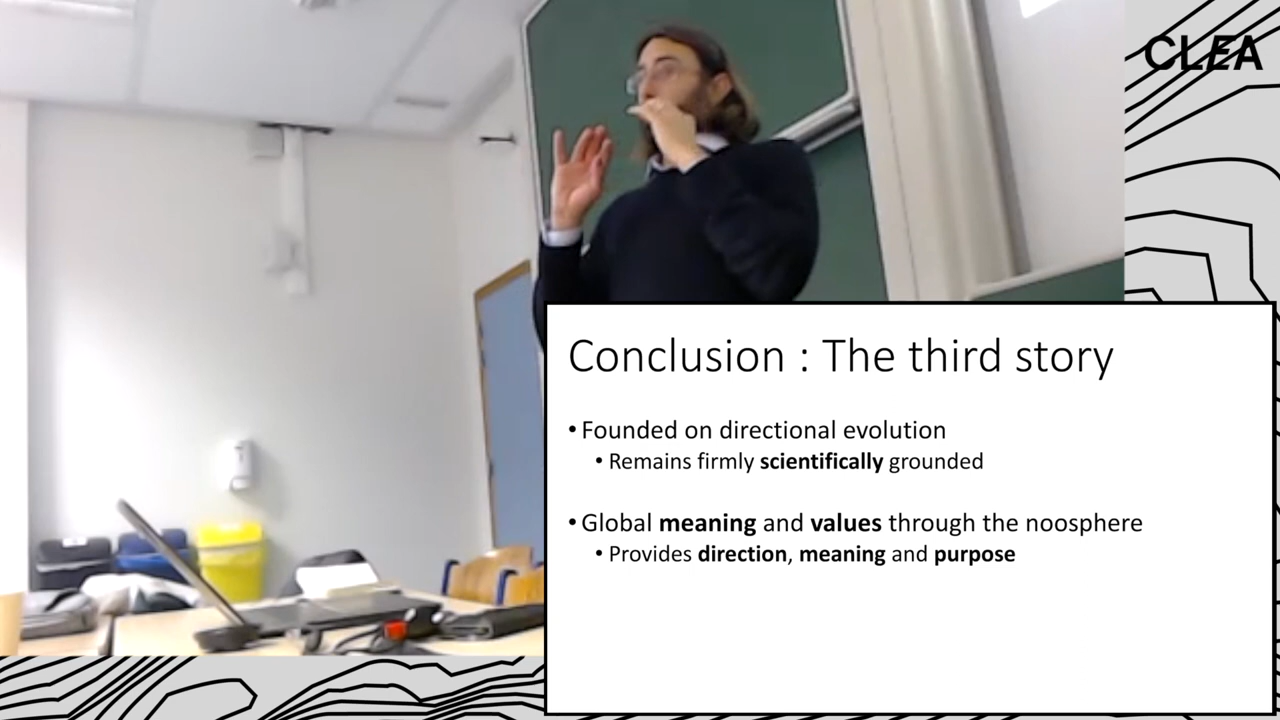 CLEA
Conclusion : The third story
• Founded on directional evolution
• Remains firmly scientifically grounded
• Global meaning and values through the noosphere
• Provides direction, meaning and purpose